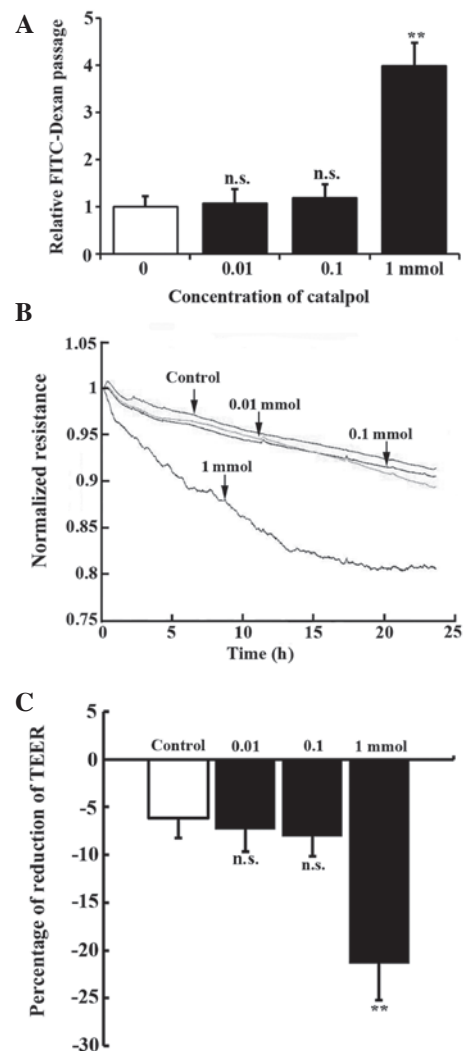 A
Relative FITC-Dexan passage
5
4
3
2
1
0
n.s.
n.s.
**
0
0.01
0.1
1 mmol
Concentration of catalpol
B
Normalized resistance
1.05
1
0.95
0.9
0.85
0.8
0.75
Control
0.01 mmol
0.1 mmol
1 mmol
0
5
10
15
20
25
Time (h)
C
Percentage of reduction of TEER
5
0
-5
-10
-15
-20
-25
-30
Control
0.01
0.1
1 mmol
n.s.
n.s.
**